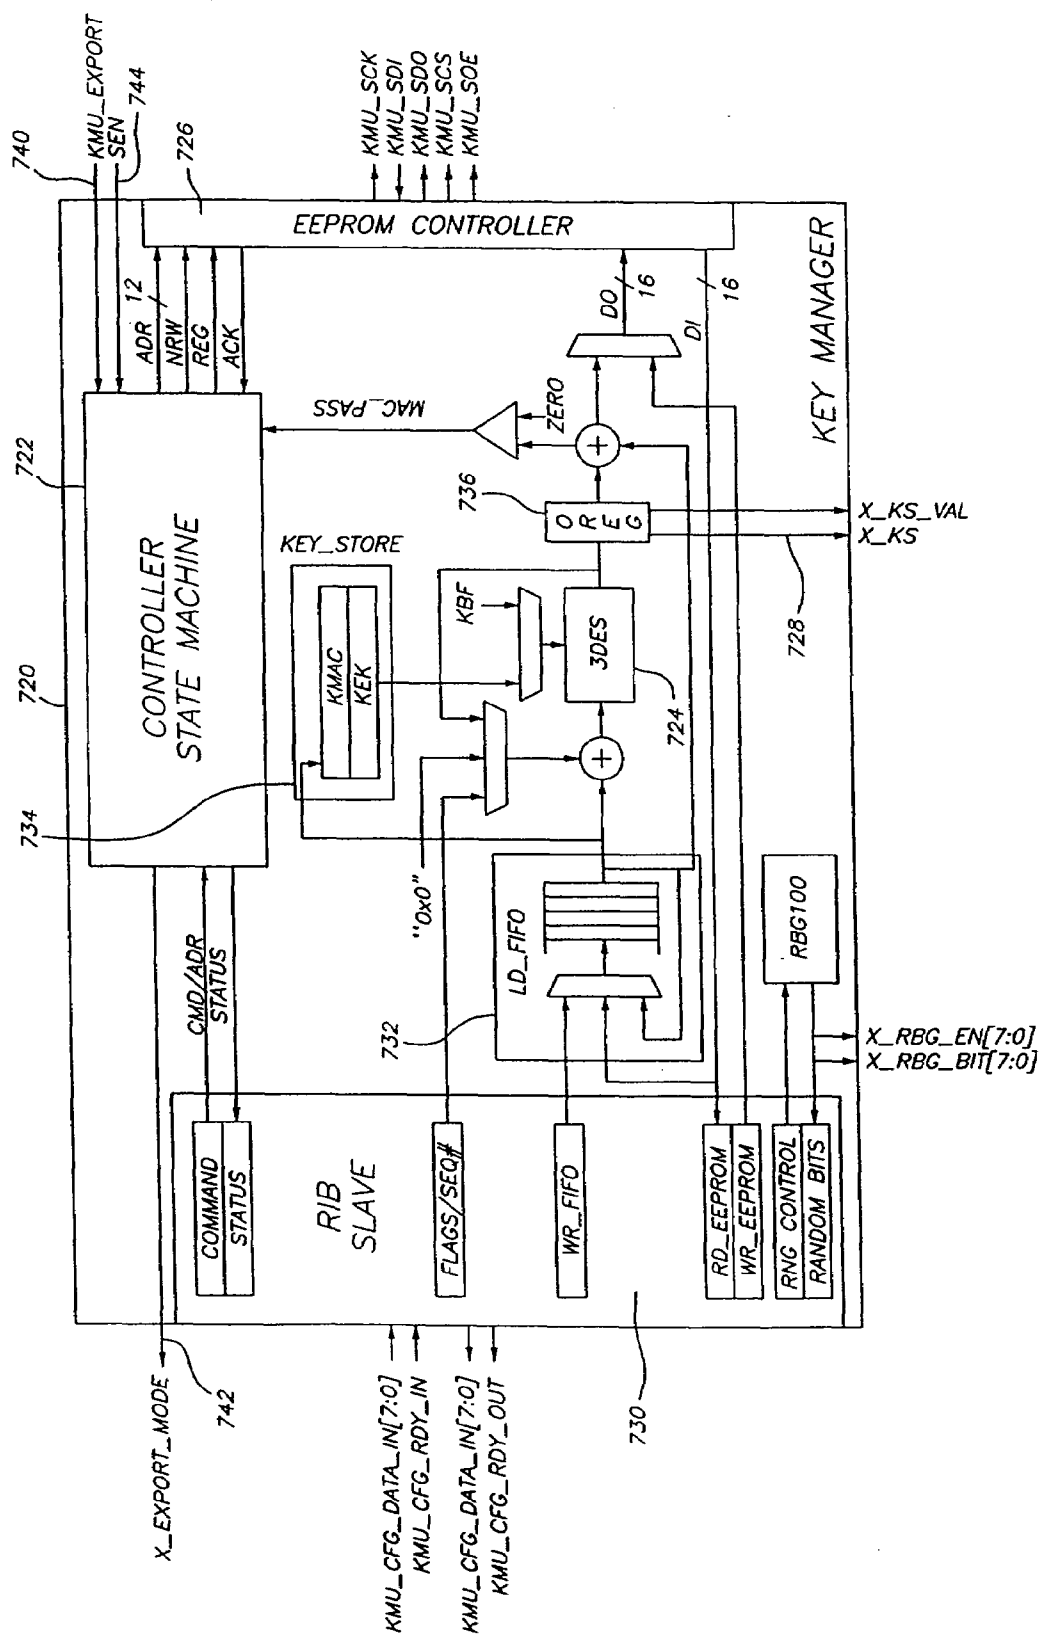 720
722
740
KMU_EXPORT
SEN
744
726
CONTROLLER
STATE MACHINE
ADR
12
NRW
REG
ACK
EEPROM CONTROLLER
KMU_SCK
KMU_SDI
KMU_SDO
KMU_SCS
KMU_SOE
X_EXPORT_MODE
742
CMD/ADR
STATUS
COMMAND
STATUS
734
KEY_STORE
KMAC
KEK
MAC_PASS
RIB
SLAVE
FLAGS/SEQ#
"0x0"
KBF
736
ZERO
OREG
3DES
724
DO
16
DI
16
KMU_CFG_DATA_IN[7:0]
KMU_CFG_RDY_IN
KMU_CFG_DATA_IN[7:0]
KMU_CFG_RDY_OUT
732
LD_FIFO
WR_FIFO
730
RD_EEPROM
WR_EEPROM
RNG CONTROL
RANDOM BITS
RBG100
X_RBG_EN[7:0]
X_RBG_BIT[7:0]
728
X_KS_VAL
X_KS
KEY MANAGER